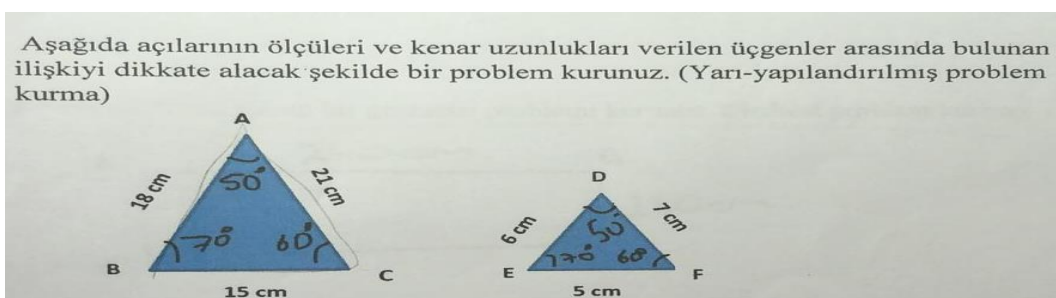 Aşağıda açılarının ölçüleri ve kenar uzunlukları verilen üçgenler arasında bulunan
ilişkiyi dikkate alacak şekilde bir problem kurunuz. (Yarı-yapılandırılmış problem
kurma)
A
18 cm
50°
21 cm
70°
60°
B
C
15 cm
D
6 cm
50°
7 cm
70°
60°
E
F
5 cm